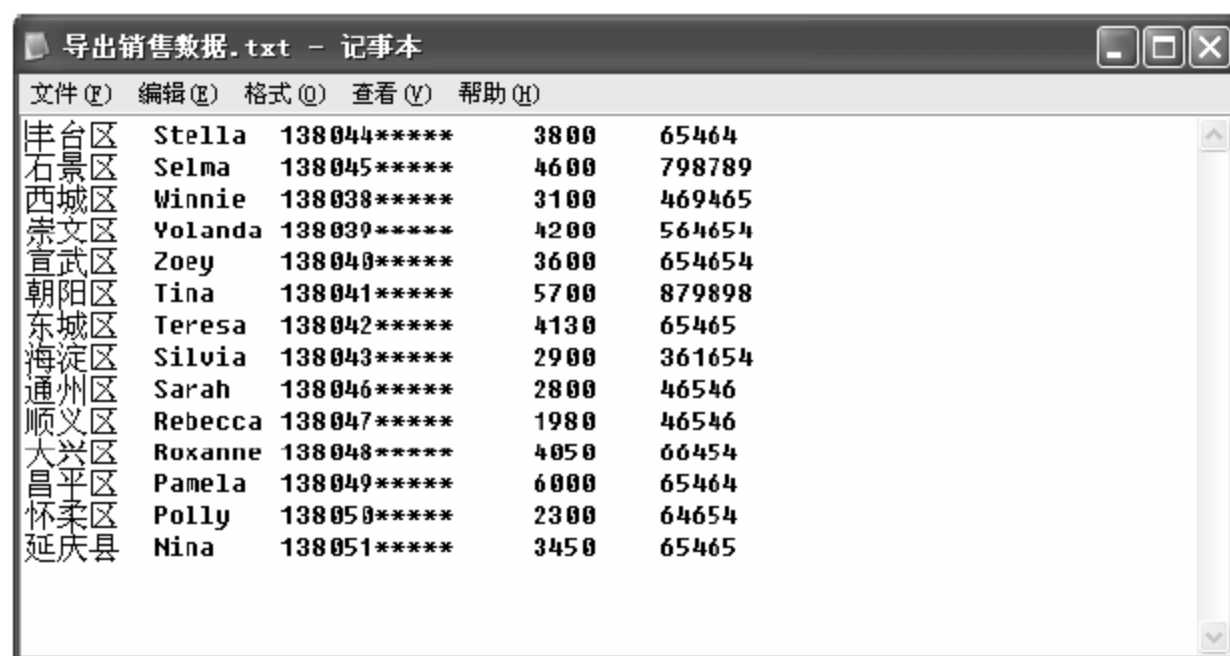 导出销售数据.txt - 记事本
文件(F) 编辑(E) 格式(O) 查看(V) 帮助(H)
丰台区 Stella 138044***** 3800 65464
石景区 Selma 138045***** 4600 798789
西城区 Winnie 138038***** 3100 469465
崇文区 Yolanda 138039***** 4200 564654
宣武区 Zoey 138040***** 3600 654654
朝阳区 Tina 138041***** 5700 879898
东城区 Teresa 138042***** 4130 65465
海淀区 Silvia 138043***** 2900 361654
通州区 Sarah 138046***** 2800 46546
顺义区 Rebecca 138047***** 1980 46546
大兴区 Roxanne 138048***** 4050 66454
昌平区 Pamela 138049***** 6000 65464
怀柔区 Polly 138050***** 2300 64654
延庆县 Nina 138051***** 3450 65465